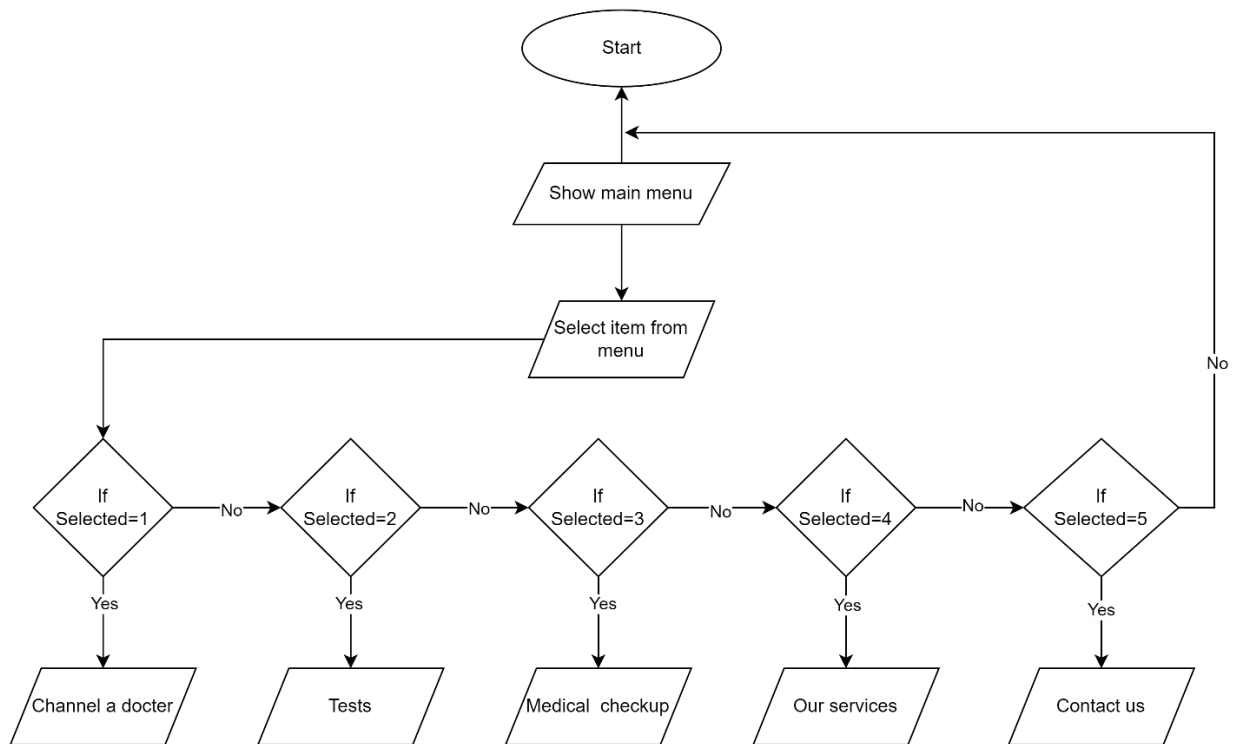 Start
Show main menu
Select item from
menu
No
If
Selected=1
No
If
Selected=2
No
If
Selected=3
No
If
Selected=4
No
If
Selected=5
Yes
Yes
Yes
Yes
Yes
Channel a docter
Tests
Medical checkup
Our services
Contact us